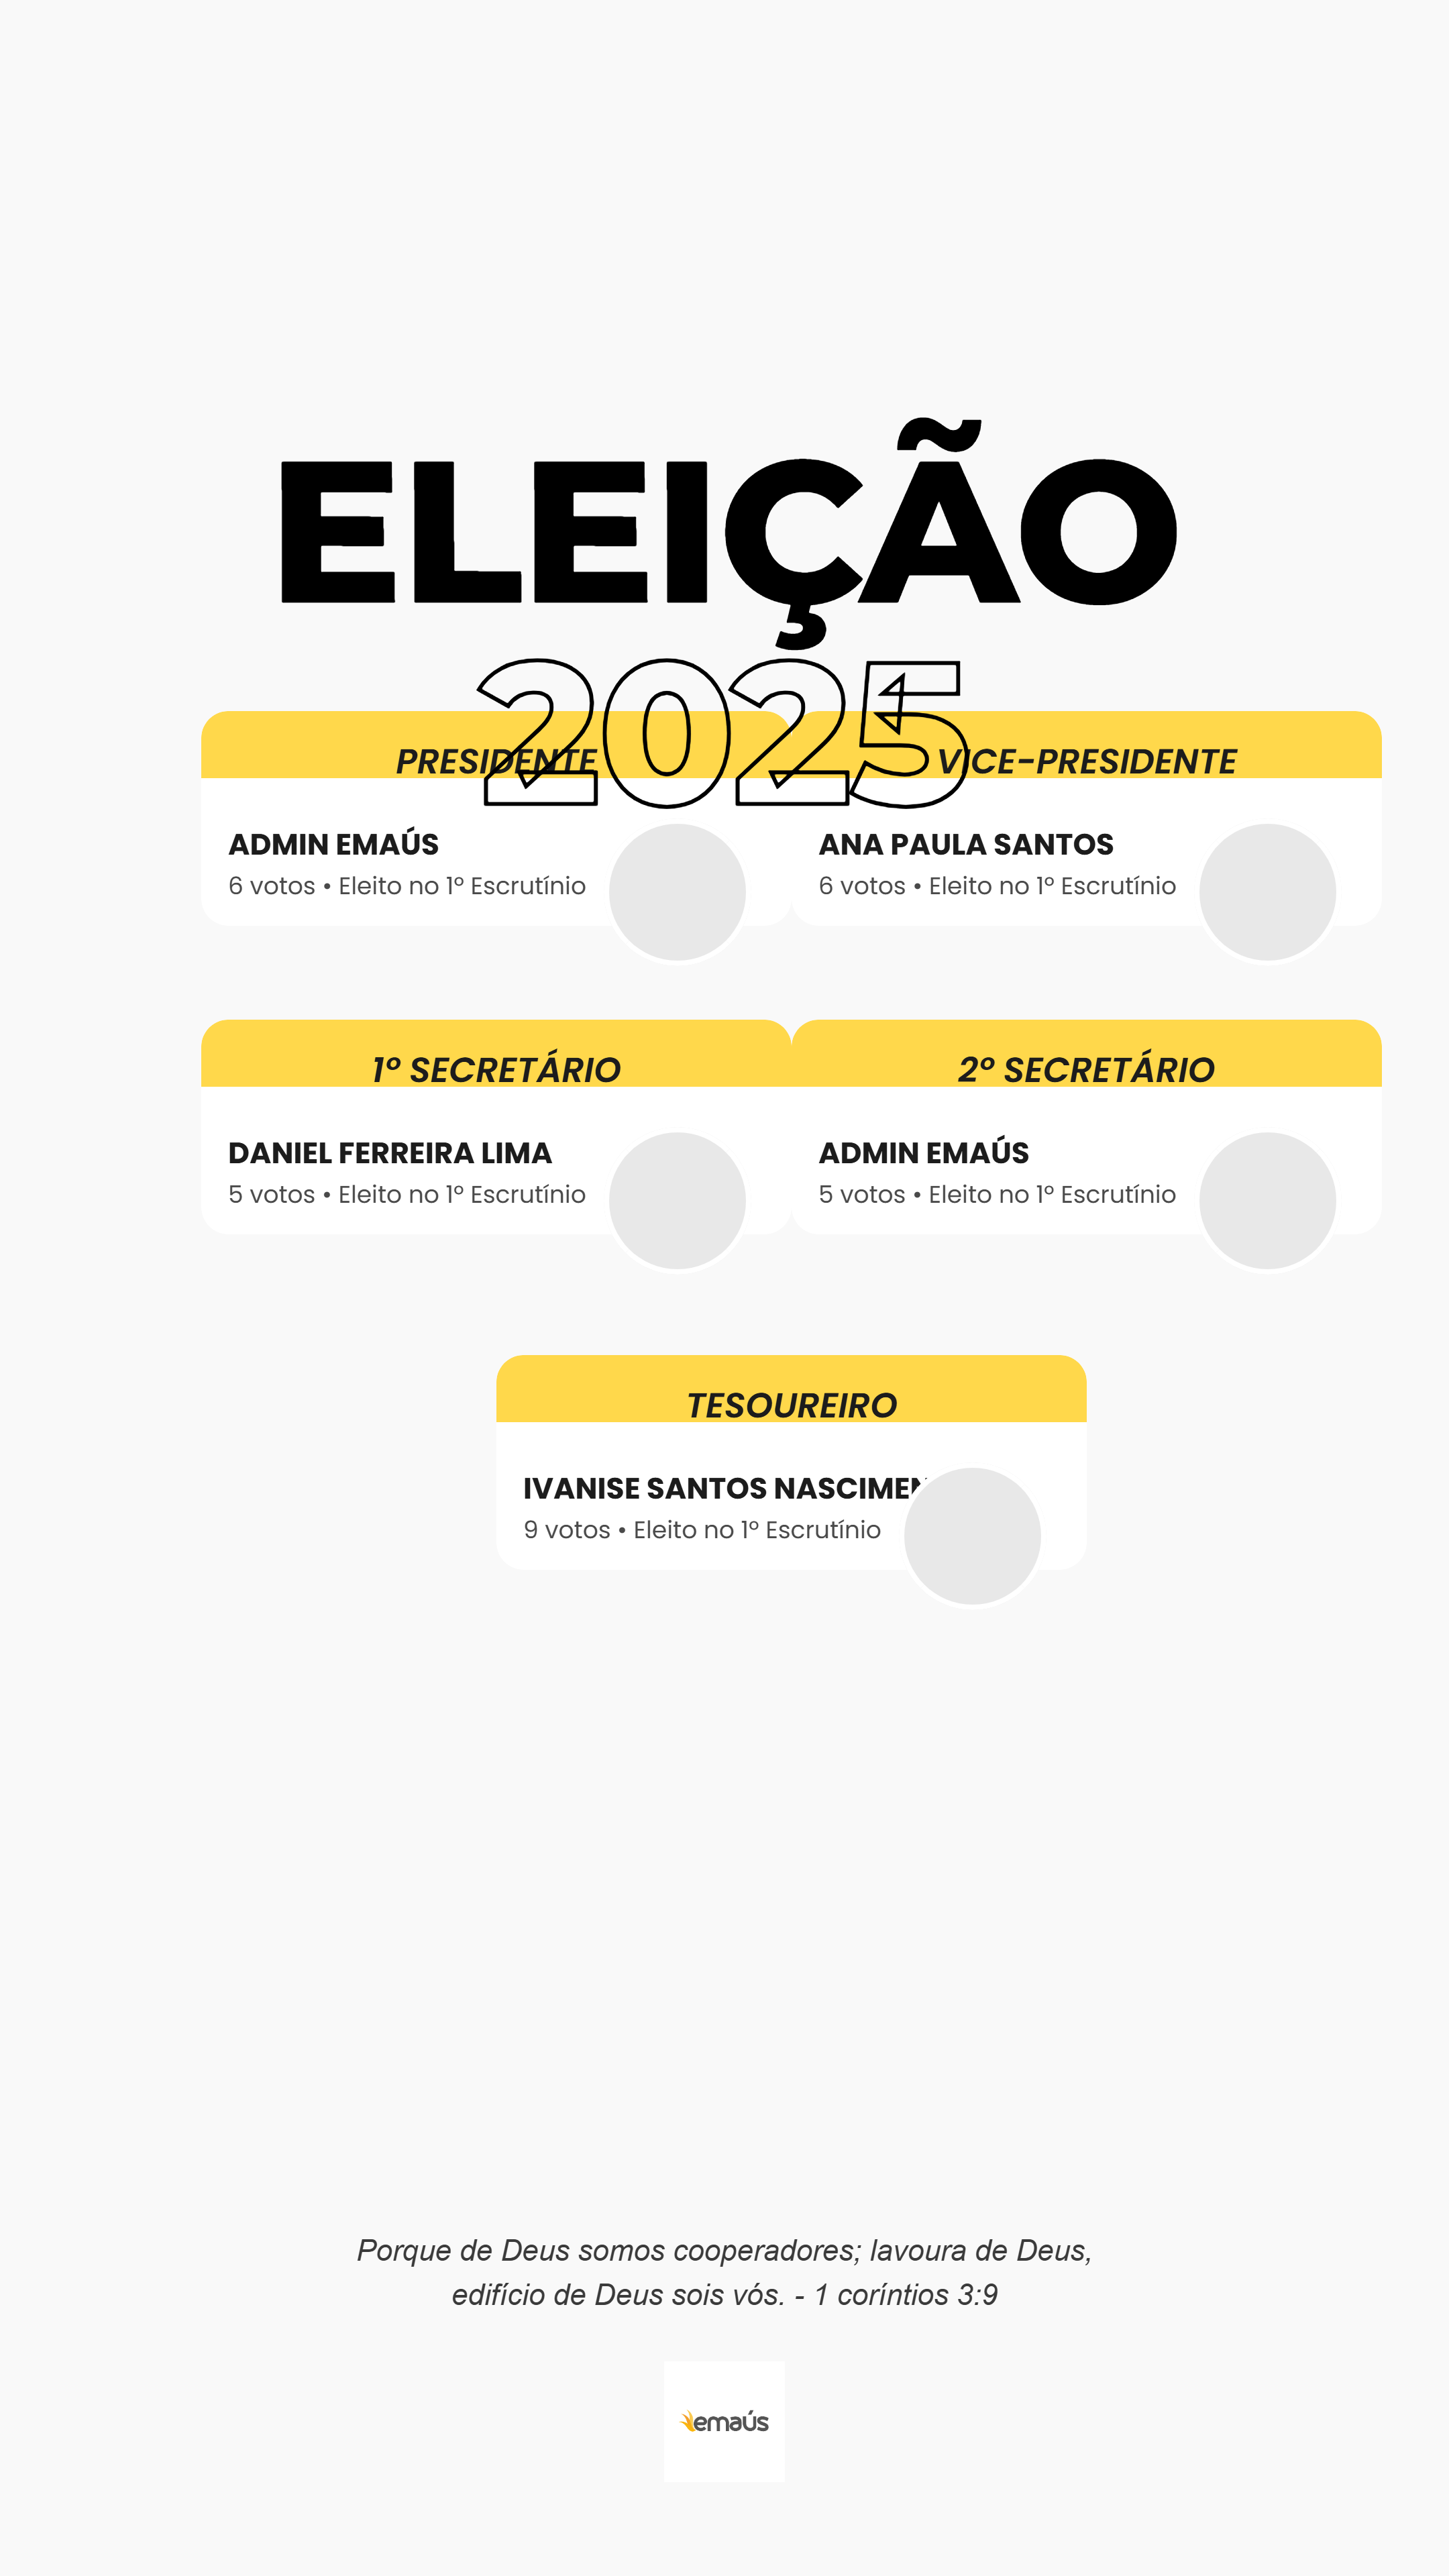 ELEIÇÃO
2025
PRESIDENTE
ADMIN EMAÚS
6 votos • Eleito no 1º Escrutínio
VICE-PRESIDENTE
ANA PAULA SANTOS
6 votos • Eleito no 1º Escrutínio
1º SECRETÁRIO
DANIEL FERREIRA LIMA
5 votos • Eleito no 1º Escrutínio
2º SECRETÁRIO
ADMIN EMAÚS
5 votos • Eleito no 1º Escrutínio
TESOUREIRO
IVANISE SANTOS
9 votos • Eleito no 1º Escrutínio
Porque de Deus somos cooperadores; lavoura de Deus,
edifício de Deus sois vós. - 1 coríntios 3:9
emaús